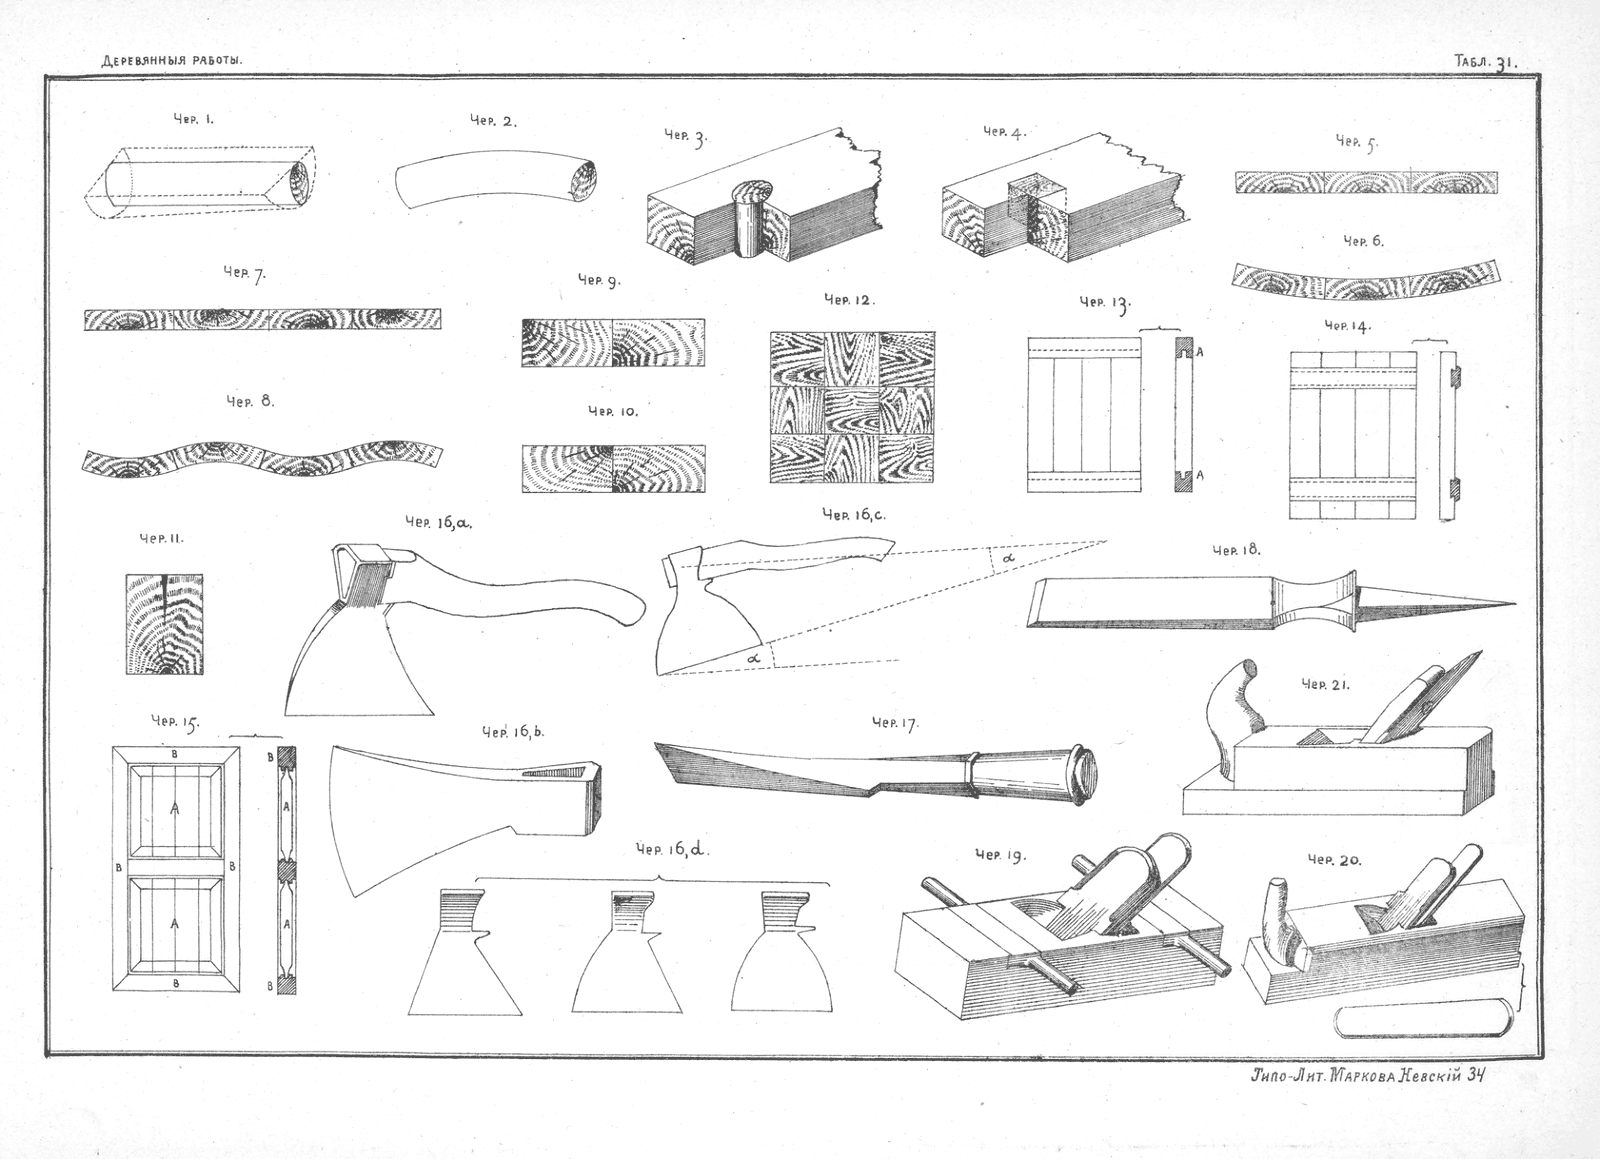 Деревянныя работы.
Табл. 31.
Чер. 1.
Чер. 2.
Чер. 3.
Чер. 4.
Чер. 5.
Чер. 6.
Чер. 7.
Чер. 9.
Чер. 12.
Чер. 13.
Чер. 14.
A
A
Чер. 8.
Чер. 10.
Чер. 11.
Чер. 16,a.
Чер. 16,c.
α
α
Чер. 18.
Чер. 15.
B
B
A
A
B
B
A
A
B
B
Чер. 16,b.
Чер. 17.
Чер. 21.
Чер. 16,d.
Чер. 19.
Чер. 20.
Типо-Лит. Маркова Невскій 34